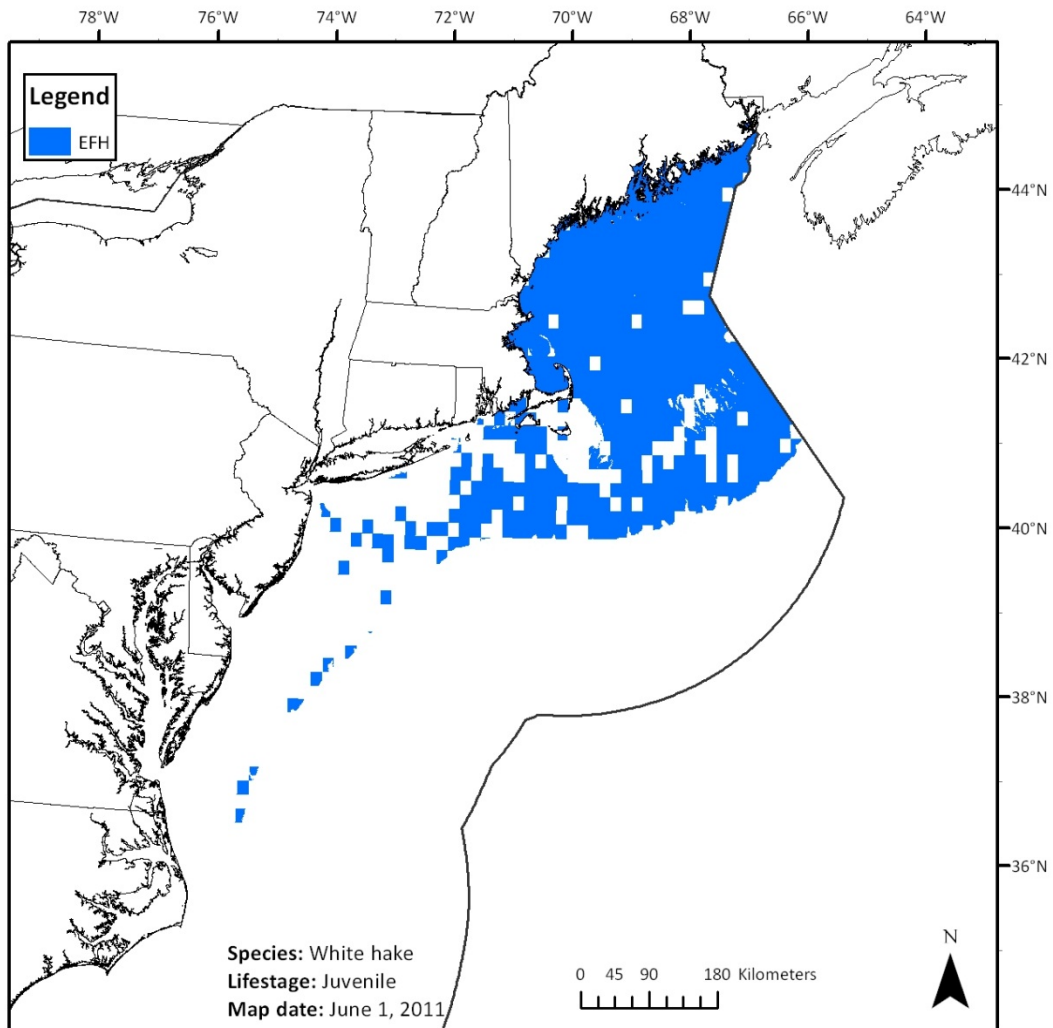 78°W 76°W 74°W 72°W 70°W 68°W 66°W 64°W
Legend
EFH
44°N
42°N
40°N
38°N
36°N
Species: White hake
Lifestage: Juvenile
Map date: June 1, 2011
0 45 90 180 Kilometers
N